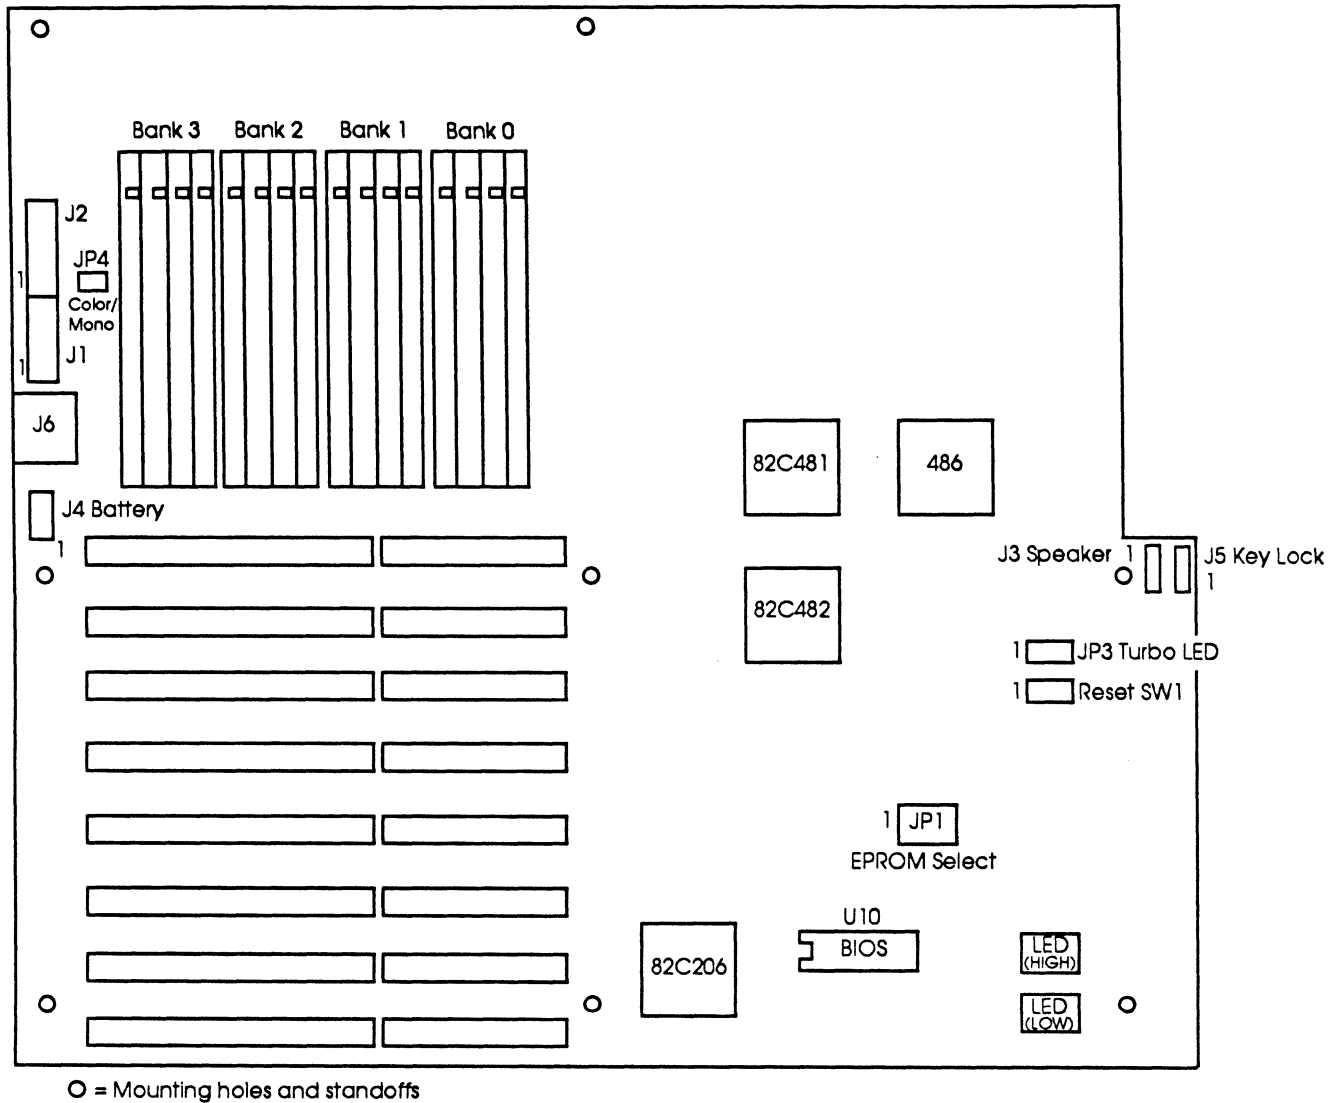 Bank 3 Bank 2 Bank 1 Bank 0
J2
JP4
1
Color/
Mono
J1
1
J6
J4 Battery
1
82C481
486
J3 Speaker 1
J5 Key Lock
1
82C482
1 JP3 Turbo LED
1 Reset SW1
1 JP1
EPROM Select
U10
BIOS
82C206
LED
(HIGH)
LED
(LOW)
O = Mounting holes and standoffs